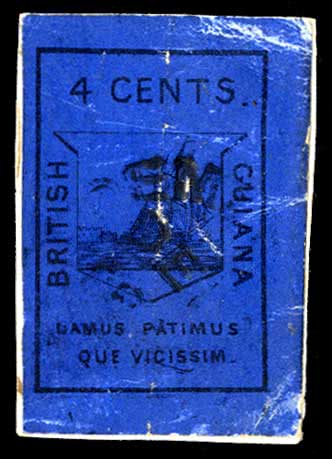 4 CENTS.
BRITISH
GUIANA
DAMUS PATIMUS
QUE VICISSIM.